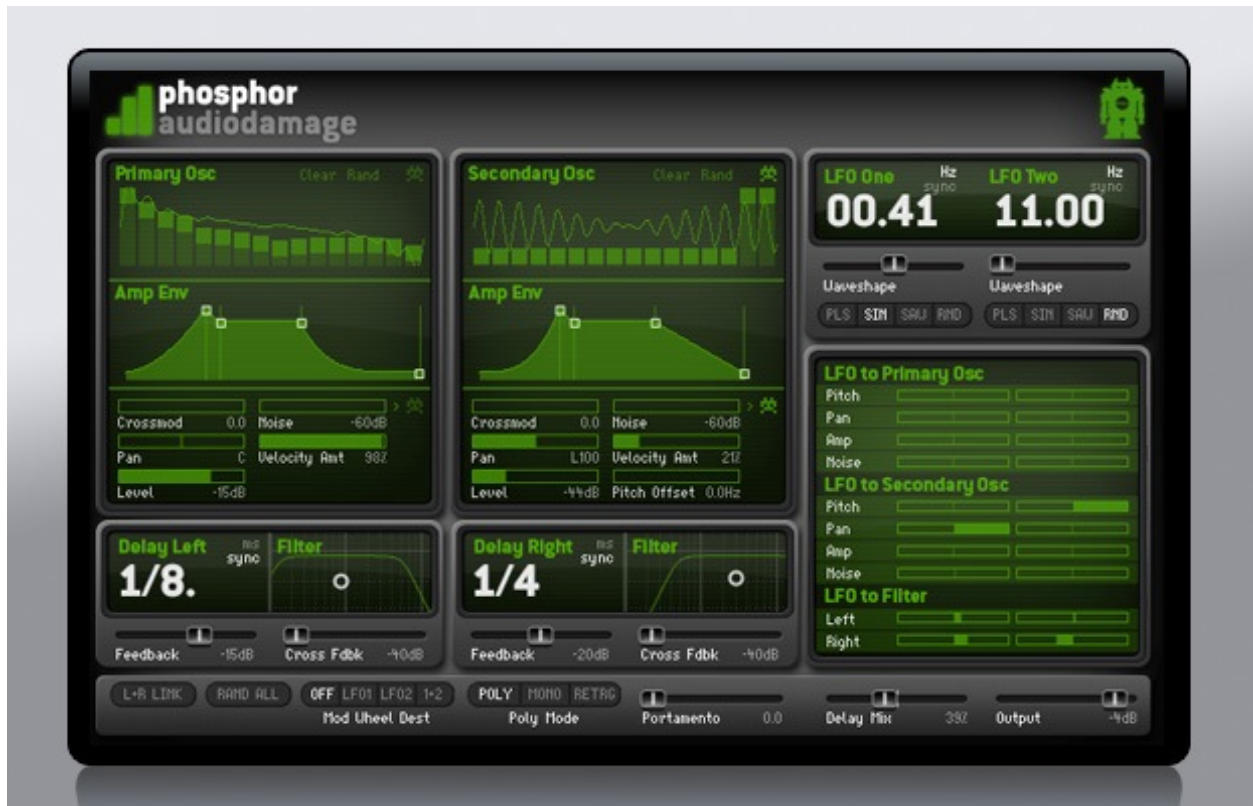 phosphor
audiodamage
Primary Osc Clear Rand
Amp Env
Crossmod 0.0 Noise -60dB
Pan C Velocity Amt 98%
Level -15dB
Secondary Osc Clear Rand
Amp Env
Crossmod 0.0 Noise -60dB
Pan L100 Velocity Amt 21%
Level -44dB Pitch Offset 0.0Hz
LFO One Hz sync LFO Two Hz sync
00.41 11.00
Waveshape Waveshape
PLS SIN SAW RND PLS SIN SAW RND
LFO to Primary Osc
Pitch
Pan
Amp
Noise
LFO to Secondary Osc
Pitch
Pan
Amp
Noise
LFO to Filter
Left
Right
Delay Left ms sync Filter
1/8.
Feedback -15dB Cross Fdbk -40dB
Delay Right ms sync Filter
1/4
Feedback -20dB Cross Fdbk -40dB
L+R LINK RAND ALL OFF LFO1 LFO2 1+2 POLY MONO RETRG
Mod Wheel Dest Poly Mode Portamento 0.0 Delay Mix 39% Output -4dB